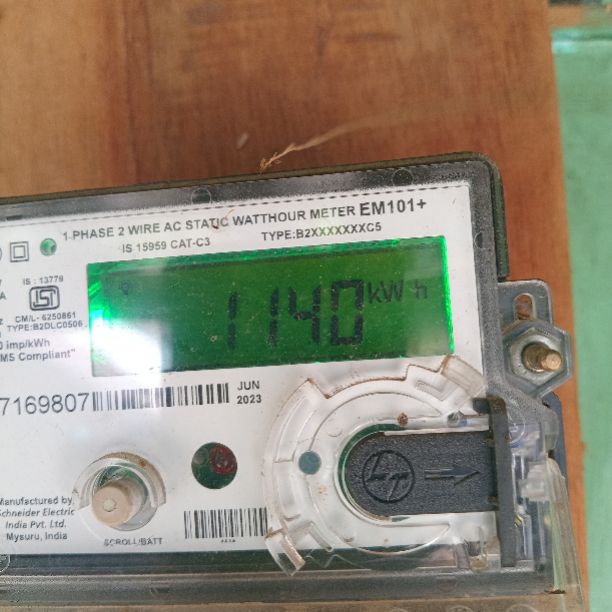 1-PHASE 2 WIRE AC STATIC WATTHOUR METER EM101+
IS 15959 CAT-C3 TYPE:B2XXXXXXXC5
IS : 13779
CM/L- 6250861
TYPE:B2DLC0506
imp/kWh
MS Compliant"
1140 kWh
7169807
JUN
2023
Manufactured by
Schneider Electric
India Pvt. Ltd.
Mysuru, India
SCROLL/BATT